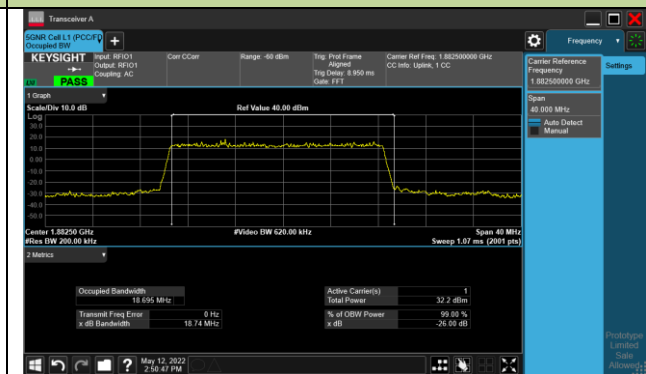 Transceiver A
5GNR Cell L1 (PCC/FD
Occupied BW
KEYSIGHT
PASS
Input: RFIO1
Output: RFIO1
Coupling: AC
Corr CCorr
Range: -60 dBm
Trig: Prot Frame
Aligned
Trig Delay: 8.950 ms
Gate: FFT
Carrier Ref Freq: 1.882500000 GHz
CC Info: Uplink, 1 CC
Frequency
Carrier Reference
Frequency
1.882500000 GHz
Settings
Span
40.000 MHz
Auto Detect
Manual
1 Graph
Scale/Div 10.0 dB
Ref Value 40.00 dBm
Log
30.0
20.0
10.0
0.00
-10.0
-20.0
-30.0
-40.0
-50.0
Center 1.88250 GHz
#Video BW 620.00 kHz
Span 40 MHz
#Res BW 200.00 kHz
Sweep 1.07 ms (2001 pts)
2 Metrics
Occupied Bandwidth
18.695 MHz
Active Carrier(s) 1
Total Power 32.2 dBm
Transmit Freq Error 0 Hz
x dB Bandwidth 18.74 MHz
% of OBW Power 99.00 %
x dB -26.00 dB
May 12, 2022
2:50:47 PM
Prototype
Limited
Sale
Allowed